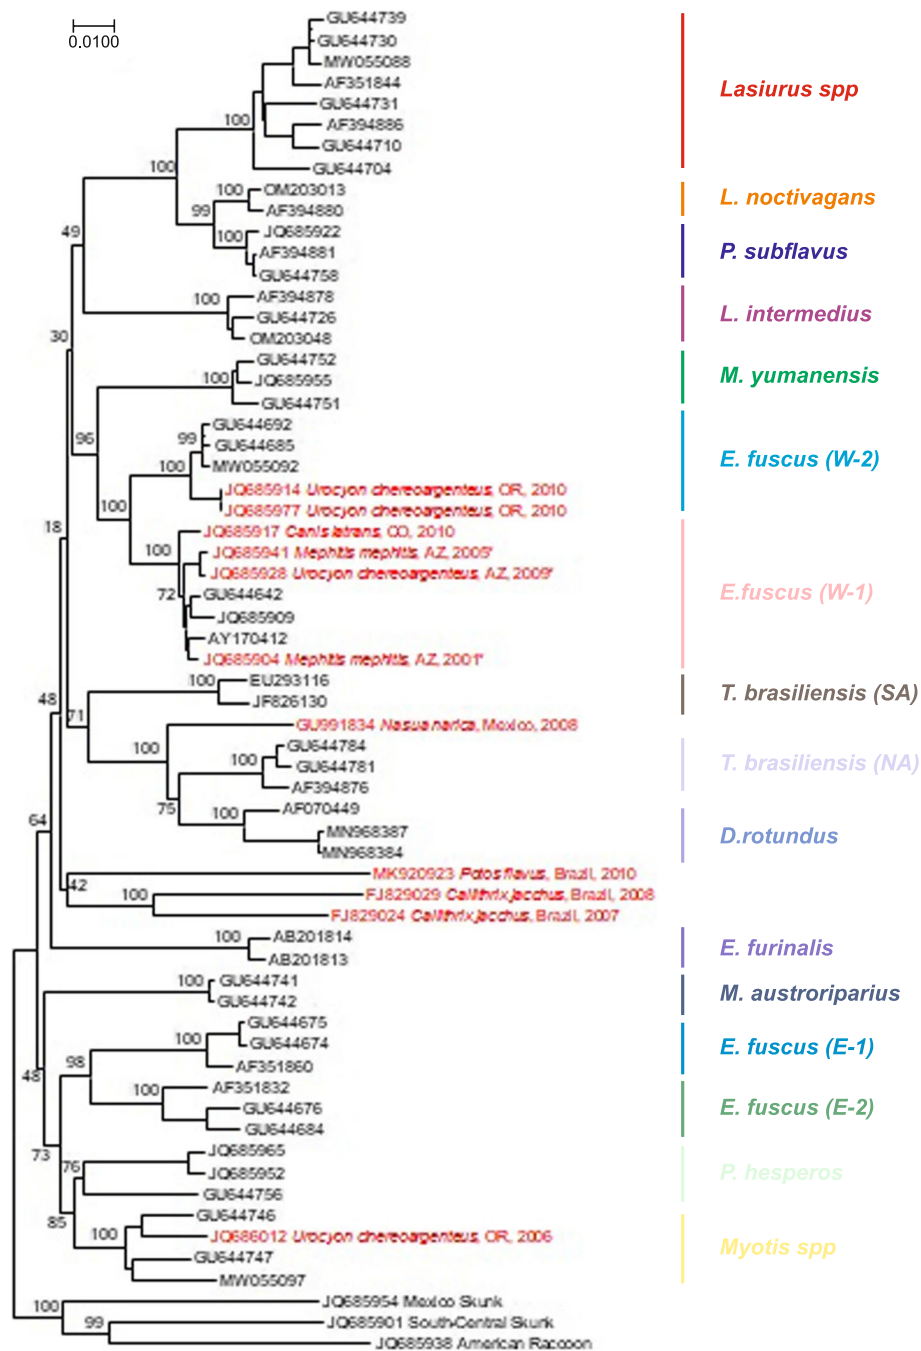 0.0100
GU644739
GU644730
MW055088
AF351844
GU644731
AF394886
GU644710
GU644704
100
Lasiurus spp
100
OM203013
AF394880
100
99
L. noctivagans
JQ685922
AF394881
GU644758
100
P. subflavus
49
AF394878
GU644726
OM203048
100
L. intermedius
30
GU644752
JQ685955
GU644751
100
M. yumanensis
96
GU644692
GU644685
MW055092
99
100
JQ685914 Urocyon cinereoargenteus, OR, 2010
JQ685977 Urocyon cinereoargenteus, OR, 2010
E. fuscus (W-2)
100
18
JQ685917 Canis latrans, CO, 2010
JQ685941 Mephitis mephitis, AZ, 2005*
JQ685928 Urocyon cinereoargenteus, AZ, 2009*
100
72
GU644642
JQ685909
AY170412
JQ685904 Mephitis mephitis, AZ, 2001*
E.fuscus (W-1)
EU293116
JF826130
100
T. brasiliensis (SA)
48
71
GU991834 Nasua narica, Mexico, 2008
100
GU644784
GU644781
AF394876
100
T. brasiliensis (NA)
75
AF070449
MN968387
MN968384
100
D.rotundus
64
MK920923 Potos flavus, Brazil, 2010
42
FJ829029 Callithrix jacchus, Brazil, 2008
FJ829024 Callithrix jacchus, Brazil, 2007
100
AB201814
AB201813
100
E. furinalis
GU644741
GU644742
100
M. austroriparius
GU644675
GU644674
AF351860
100
E. fuscus (E-1)
98
48
AF351832
GU644676
GU644684
100
E. fuscus (E-2)
73
76
JQ685965
JQ685952
GU644756
P. hesperos
85
GU644746
JQ686012 Urocyon cinereoargenteus, OR, 2006
GU644747
MW055097
100
Myotis spp
100
JQ685954 Mexico Skunk
99
JQ685901 South-Central Skunk
JQ685938 American Raccoon